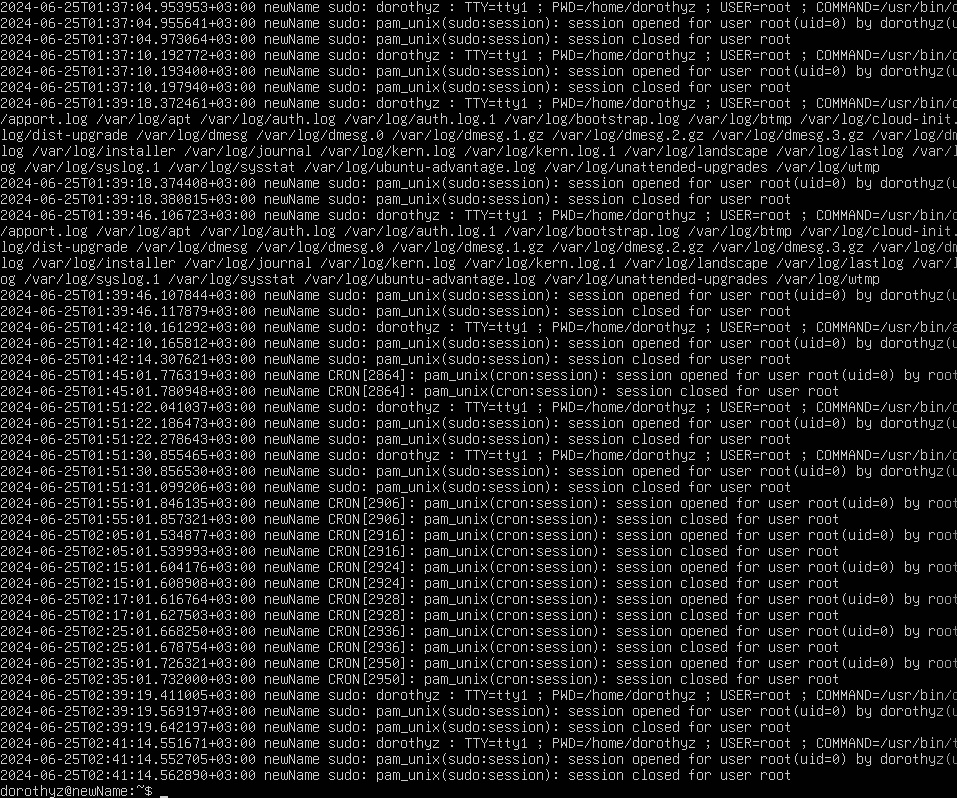 2024-06-25T01:37:04.953953+03:00 newName sudo: dorothyz : TTY=tty1 ; PWD=/home/dorothyz ; USER=root ; COMMAND=/usr/bin/
2024-06-25T01:37:04.955641+03:00 newName sudo: pam_unix(sudo:session): session opened for user root(uid=0) by dorothyz(
2024-06-25T01:37:04.973064+03:00 newName sudo: pam_unix(sudo:session): session closed for user root
2024-06-25T01:37:10.192772+03:00 newName sudo: dorothyz : TTY=tty1 ; PWD=/home/dorothyz ; USER=root ; COMMAND=/usr/bin/
2024-06-25T01:37:10.193400+03:00 newName sudo: pam_unix(sudo:session): session opened for user root(uid=0) by dorothyz(
2024-06-25T01:37:10.197940+03:00 newName sudo: pam_unix(sudo:session): session closed for user root
2024-06-25T01:39:18.372461+03:00 newName sudo: dorothyz : TTY=tty1 ; PWD=/home/dorothyz ; USER=root ; COMMAND=/usr/bin/
/apport.log /var/log/apt /var/log/auth.log /var/log/auth.log.1 /var/log/bootstrap.log /var/log/btmp /var/log/cloud-init.
log/dist-upgrade /var/log/dmesg /var/log/dmesg.0 /var/log/dmesg.1.gz /var/log/dmesg.2.gz /var/log/dmesg.3.gz /var/log/dm
log /var/log/installer /var/log/journal /var/log/kern.log /var/log/kern.log.1 /var/log/landscape /var/log/lastlog /var/l
og /var/log/syslog.1 /var/log/sysstat /var/log/ubuntu-advantage.log /var/log/unattended-upgrades /var/log/wtmp
2024-06-25T01:39:18.374408+03:00 newName sudo: pam_unix(sudo:session): session opened for user root(uid=0) by dorothyz(
2024-06-25T01:39:18.380815+03:00 newName sudo: pam_unix(sudo:session): session closed for user root
2024-06-25T01:39:46.106723+03:00 newName sudo: dorothyz : TTY=tty1 ; PWD=/home/dorothyz ; USER=root ; COMMAND=/usr/bin/
/apport.log /var/log/apt /var/log/auth.log /var/log/auth.log.1 /var/log/bootstrap.log /var/log/btmp /var/log/cloud-init.
log/dist-upgrade /var/log/dmesg /var/log/dmesg.0 /var/log/dmesg.1.gz /var/log/dmesg.2.gz /var/log/dmesg.3.gz /var/log/dm
log /var/log/installer /var/log/journal /var/log/kern.log /var/log/kern.log.1 /var/log/landscape /var/log/lastlog /var/l
og /var/log/syslog.1 /var/log/sysstat /var/log/ubuntu-advantage.log /var/log/unattended-upgrades /var/log/wtmp
2024-06-25T01:39:46.107844+03:00 newName sudo: pam_unix(sudo:session): session opened for user root(uid=0) by dorothyz(
2024-06-25T01:39:46.117879+03:00 newName sudo: pam_unix(sudo:session): session closed for user root
2024-06-25T01:42:10.161292+03:00 newName sudo: dorothyz : TTY=tty1 ; PWD=/home/dorothyz ; USER=root ; COMMAND=/usr/bin/
2024-06-25T01:42:10.165812+03:00 newName sudo: pam_unix(sudo:session): session opened for user root(uid=0) by dorothyz(
2024-06-25T01:42:14.307621+03:00 newName sudo: pam_unix(sudo:session): session closed for user root
2024-06-25T01:45:01.776319+03:00 newName CRON[2864]: pam_unix(cron:session): session opened for user root(uid=0) by root
2024-06-25T01:45:01.780948+03:00 newName CRON[2864]: pam_unix(cron:session): session closed for user root
2024-06-25T01:51:22.041037+03:00 newName sudo: dorothyz : TTY=tty1 ; PWD=/home/dorothyz ; USER=root ; COMMAND=/usr/bin/
2024-06-25T01:51:22.186473+03:00 newName sudo: pam_unix(sudo:session): session opened for user root(uid=0) by dorothyz(
2024-06-25T01:51:22.278643+03:00 newName sudo: pam_unix(sudo:session): session closed for user root
2024-06-25T01:51:30.855465+03:00 newName sudo: dorothyz : TTY=tty1 ; PWD=/home/dorothyz ; USER=root ; COMMAND=/usr/bin/
2024-06-25T01:51:30.856530+03:00 newName sudo: pam_unix(sudo:session): session opened for user root(uid=0) by dorothyz(
2024-06-25T01:51:31.099206+03:00 newName sudo: pam_unix(sudo:session): session closed for user root
2024-06-25T01:55:01.846135+03:00 newName CRON[2906]: pam_unix(cron:session): session opened for user root(uid=0) by root
2024-06-25T01:55:01.857321+03:00 newName CRON[2906]: pam_unix(cron:session): session closed for user root
2024-06-25T02:05:01.534877+03:00 newName CRON[2916]: pam_unix(cron:session): session opened for user root(uid=0) by root
2024-06-25T02:05:01.539993+03:00 newName CRON[2916]: pam_unix(cron:session): session closed for user root
2024-06-25T02:15:01.604176+03:00 newName CRON[2924]: pam_unix(cron:session): session opened for user root(uid=0) by root
2024-06-25T02:15:01.608908+03:00 newName CRON[2924]: pam_unix(cron:session): session closed for user root
2024-06-25T02:17:01.616764+03:00 newName CRON[2928]: pam_unix(cron:session): session opened for user root(uid=0) by root
2024-06-25T02:17:01.627503+03:00 newName CRON[2928]: pam_unix(cron:session): session closed for user root
2024-06-25T02:25:01.668250+03:00 newName CRON[2936]: pam_unix(cron:session): session opened for user root(uid=0) by root
2024-06-25T02:25:01.678754+03:00 newName CRON[2936]: pam_unix(cron:session): session closed for user root
2024-06-25T02:35:01.726321+03:00 newName CRON[2950]: pam_unix(cron:session): session opened for user root(uid=0) by root
2024-06-25T02:35:01.732000+03:00 newName CRON[2950]: pam_unix(cron:session): session closed for user root
2024-06-25T02:39:19.411005+03:00 newName sudo: dorothyz : TTY=tty1 ; PWD=/home/dorothyz ; USER=root ; COMMAND=/usr/bin/
2024-06-25T02:39:19.569197+03:00 newName sudo: pam_unix(sudo:session): session opened for user root(uid=0) by dorothyz(
2024-06-25T02:39:19.642197+03:00 newName sudo: pam_unix(sudo:session): session closed for user root
2024-06-25T02:41:14.551671+03:00 newName sudo: dorothyz : TTY=tty1 ; PWD=/home/dorothyz ; USER=root ; COMMAND=/usr/bin/
2024-06-25T02:41:14.552705+03:00 newName sudo: pam_unix(sudo:session): session opened for user root(uid=0) by dorothyz(
2024-06-25T02:41:14.562890+03:00 newName sudo: pam_unix(sudo:session): session closed for user root
dorothyz@newName:~$ _